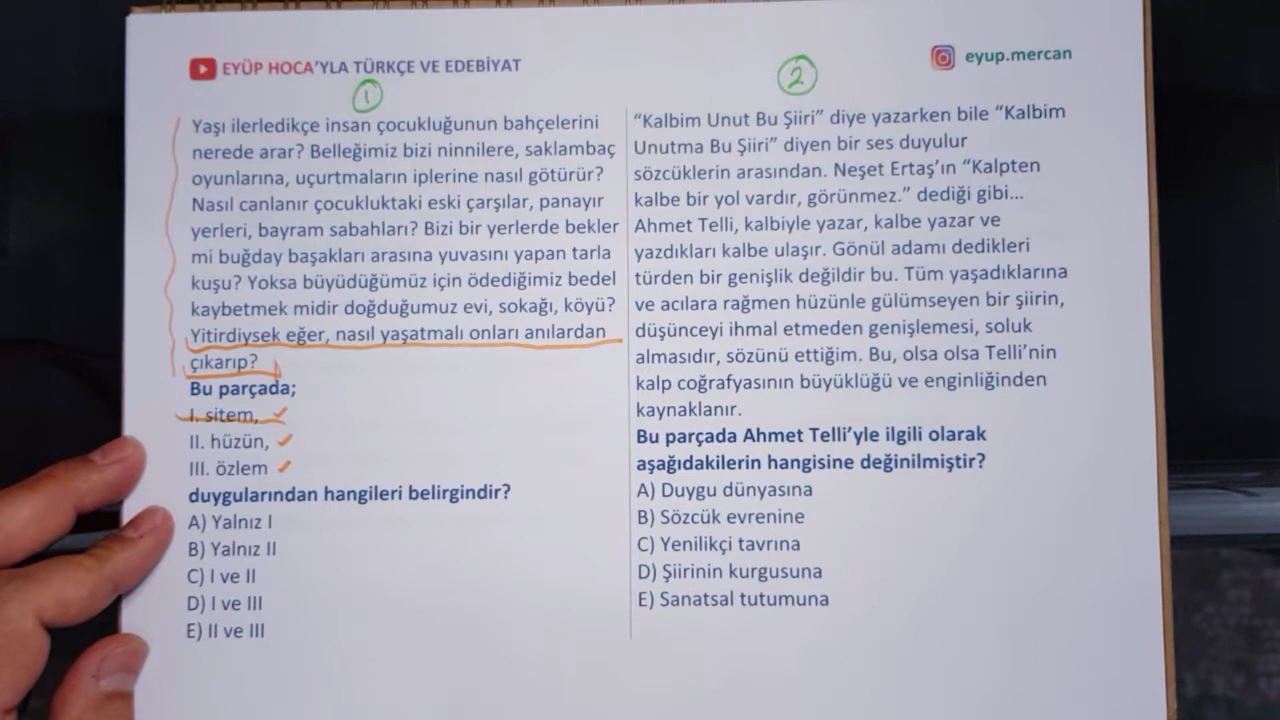 EYÜP HOCA'YLA TÜRKÇE VE EDEBİYAT
eyup.mercan
1
Yaşı ilerledikçe insan çocukluğunun bahçelerini
nerede arar? Belleğimiz bizi ninnilere, saklambaç
oyunlarına, uçurtmaların iplerine nasıl götürür?
Nasıl canlanır çocukluktaki eski çarşılar, panayır
yerleri, bayram sabahları? Bizi bir yerlerde bekler
mi buğday başakları arasına yuvasını yapan tarla
kuşu? Yoksa büyüdüğümüz için ödediğimiz bedel
kaybetmek midir doğduğumuz evi, sokağı, köyü?
Yitirdiysek eğer, nasıl yaşatmalı onları anılardan
çıkarıp?
Bu parçada;
I. sitem,
II. hüzün,
III. özlem
duygularından hangileri belirgindir?
A) Yalnız I
B) Yalnız II
C) I ve II
D) I ve III
E) II ve III
2
“Kalbim Unut Bu Şiiri” diye yazarken bile “Kalbim
Unutma Bu Şiiri” diyen bir ses duyulur
sözcüklerin arasından. Neşet Ertaş’ın “Kalpten
kalbe bir yol vardır, görünmez.” dediği gibi...
Ahmet Telli, kalbiyle yazar, kalbe yazar ve
yazdıkları kalbe ulaşır. Gönül adamı dedikleri
türden bir genişlik değildir bu. Tüm yaşadıklarına
ve acılara rağmen hüzünle gülümseyen bir şiirin,
düşünceyi ihmal etmeden genişlemesi, soluk
almasıdır, sözünü ettiğim. Bu, olsa olsa Telli’nin
kalp coğrafyasının büyüklüğü ve enginliğinden
kaynaklanır.
Bu parçada Ahmet Telli’yle ilgili olarak
aşağıdakilerin hangisine değinilmiştir?
A) Duygu dünyasına
B) Sözcük evrenine
C) Yenilikçi tavrına
D) Şiirinin kurgusuna
E) Sanatsal tutumuna